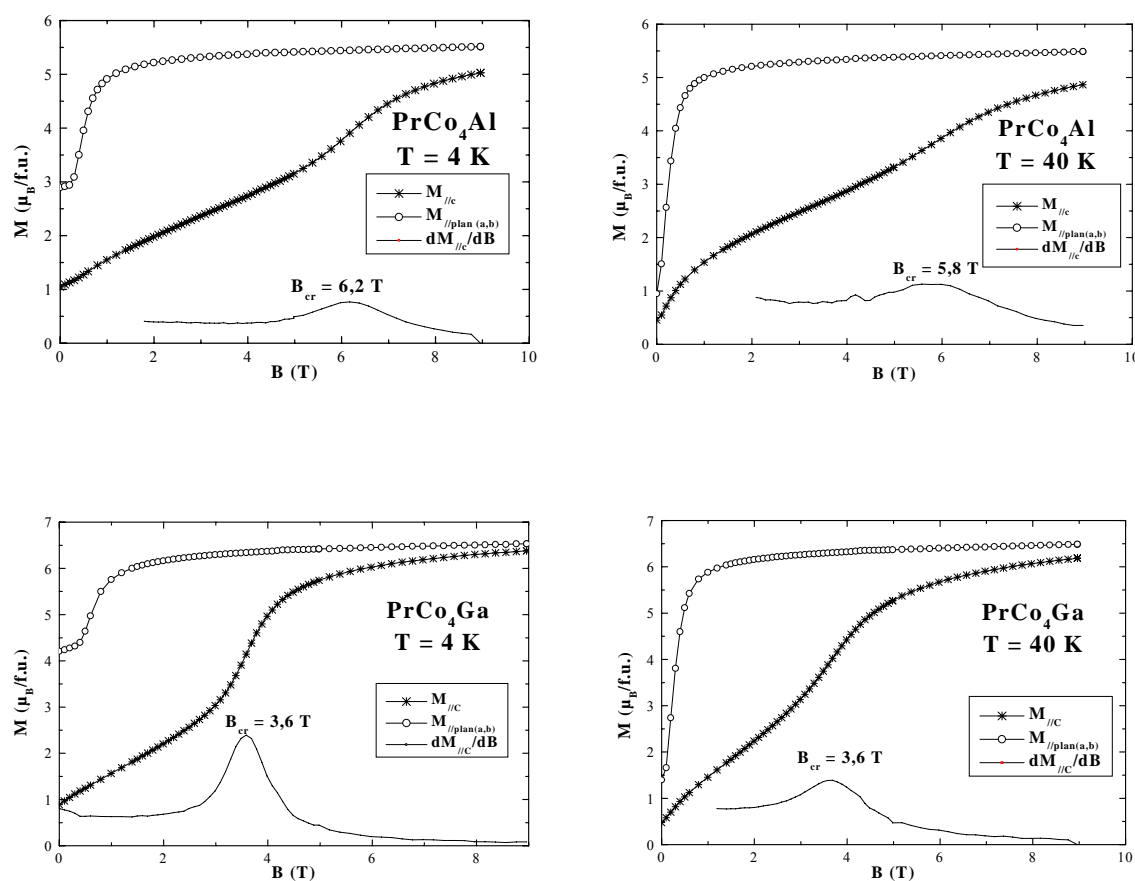 M (μB/f.u.)
6
5
4
3
2
1
0
PrCo4Al
T = 4 K
M//c
M//plan (a,b)
dM//c/dB
Bcr = 6,2 T
0 2 4 6 8 10
B (T)
M (μB/f.u.)
6
5
4
3
2
1
0
PrCo4Al
T = 40 K
M//c
M//plan(a,b)
dM//c/dB
Bcr = 5,8 T
0 2 4 6 8 10
B (T)
M (μB/f.u.)
7
6
5
4
3
2
1
0
PrCo4Ga
T = 4 K
M//C
M//plan(a,b)
dM//C/dB
Bcr = 3,6 T
0 2 4 6 8
B (T)
M (μB/f.u.)
7
6
5
4
3
2
1
0
PrCo4Ga
T = 40 K
M//C
M//plan(a,b)
dM//C/dB
Bcr = 3,6 T
0 2 4 6 8 10
B (T)